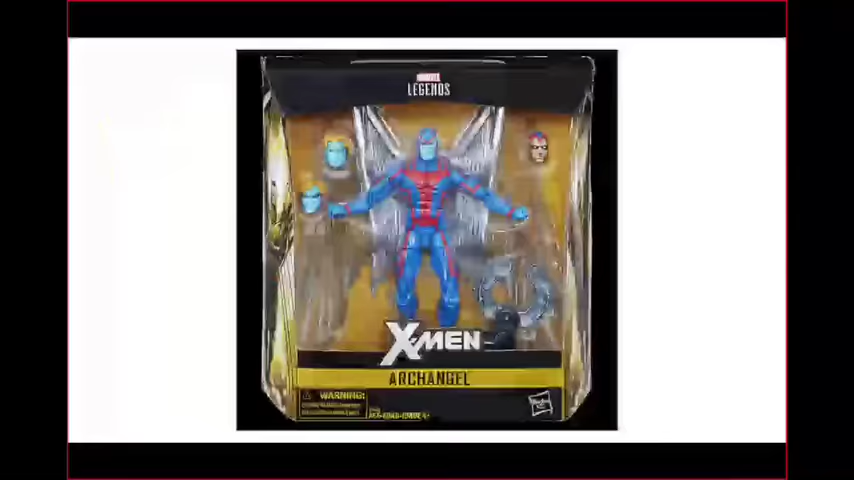 MARVEL
LEGENDS
X-MEN
ARCHANGEL
⚠ WARNING:
Hasbro